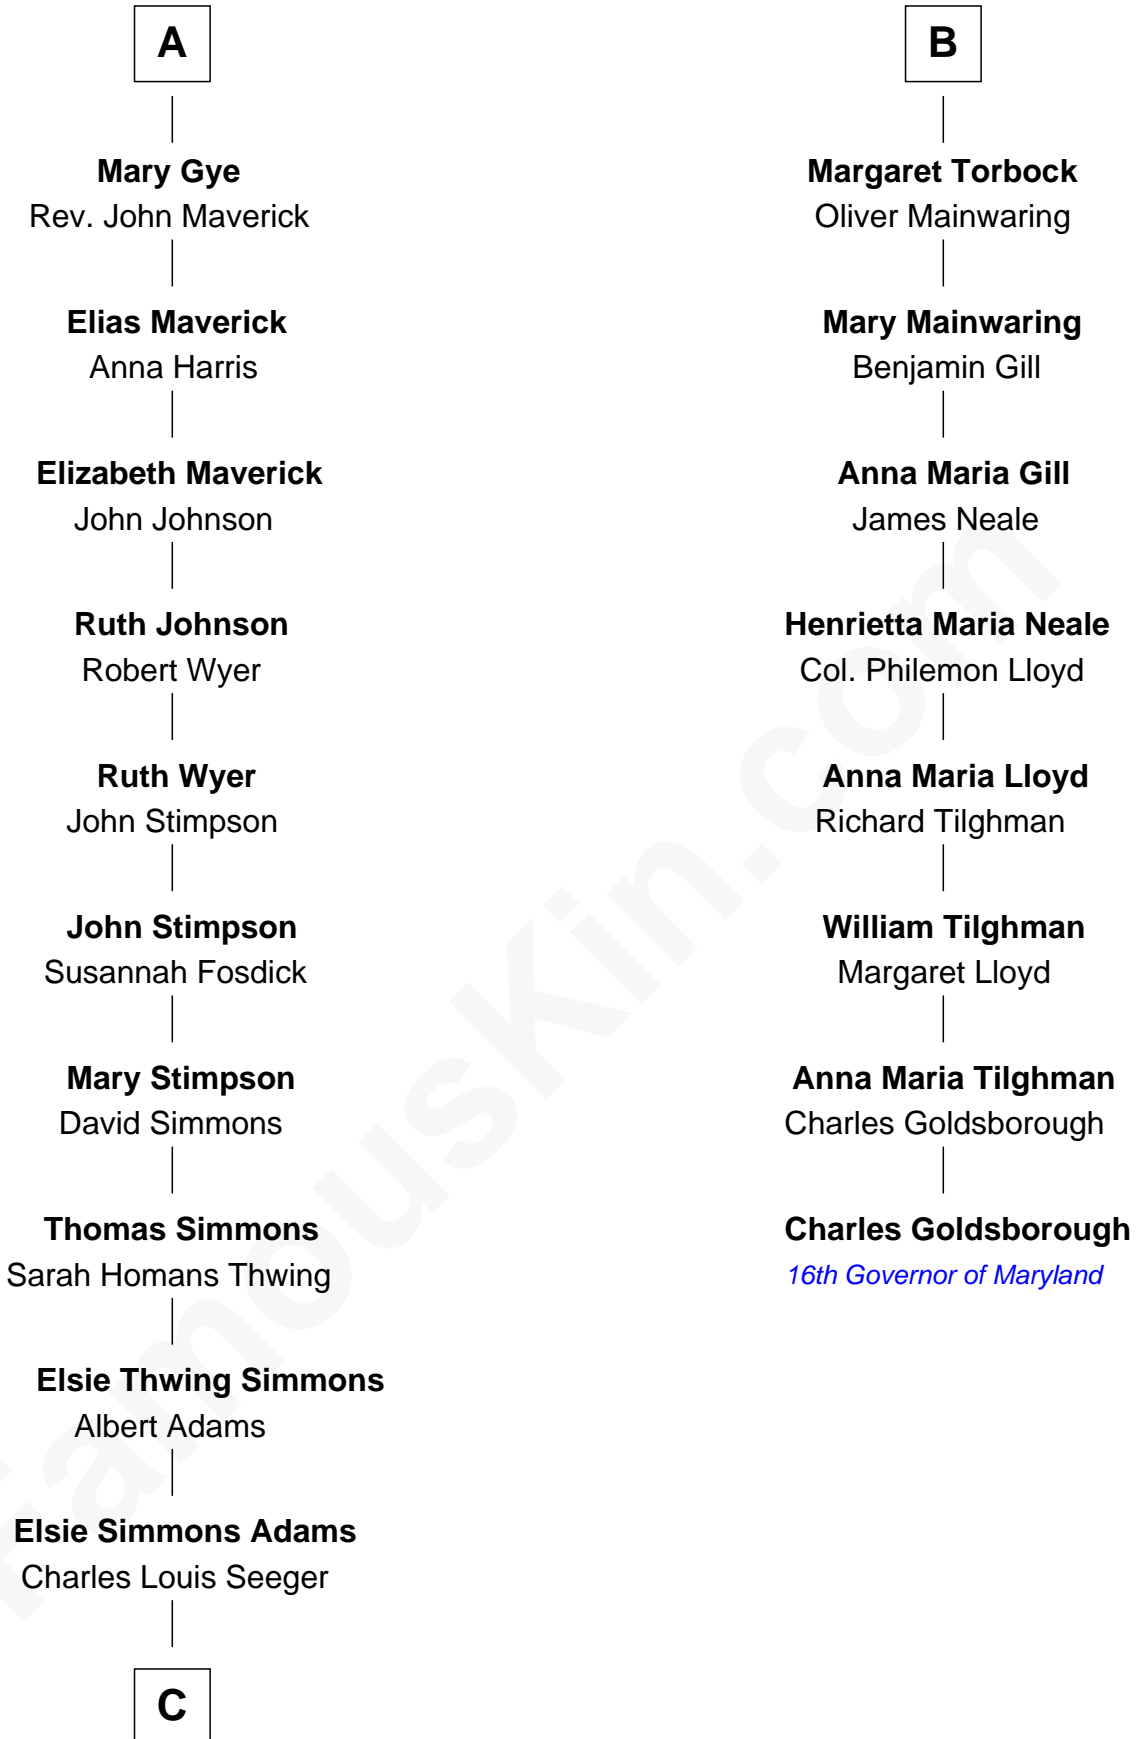 A
Mary Gye
Rev. John Maverick
Elias Maverick
Anna Harris
Elizabeth Maverick
John Johnson
Ruth Johnson
Robert Wyer
Ruth Wyer
John Stimpson
John Stimpson
Susannah Fosdick
Mary Stimpson
David Simmons
Thomas Simmons
Sarah Homans Thwing
Elsie Thwing Simmons
Albert Adams
Elsie Simmons Adams
Charles Louis Seeger
C
B
Margaret Torbock
Oliver Mainwaring
Mary Mainwaring
Benjamin Gill
Anna Maria Gill
James Neale
Henrietta Maria Neale
Col. Philemon Lloyd
Anna Maria Lloyd
Richard Tilghman
William Tilghman
Margaret Lloyd
Anna Maria Tilghman
Charles Goldsborough
Charles Goldsborough
16th Governor of Maryland
FamousKin.com